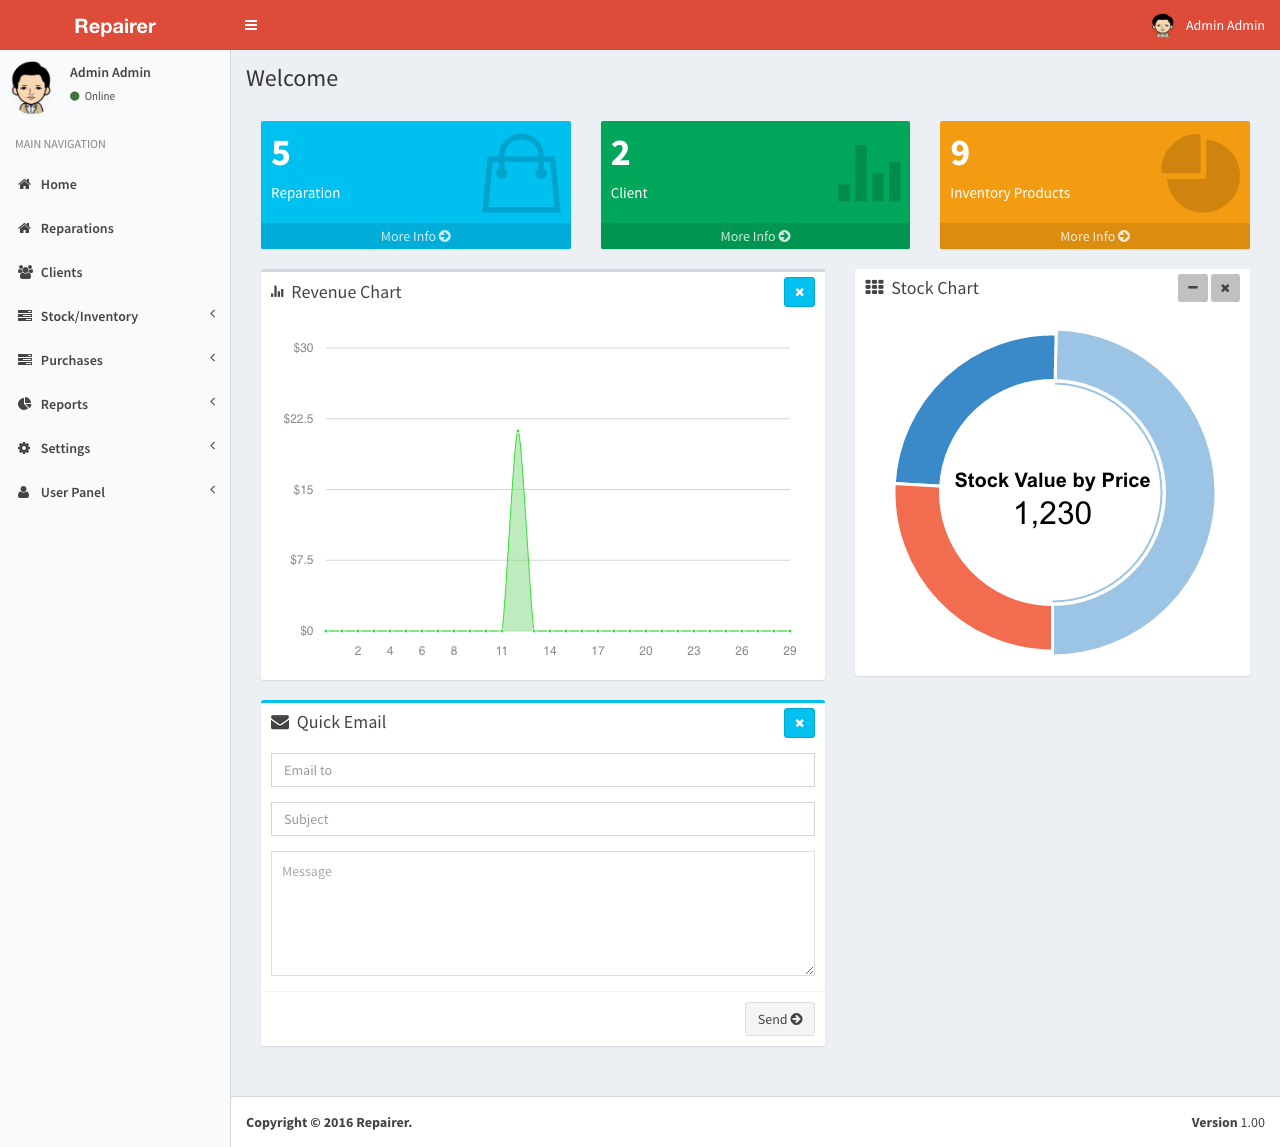 Repairer
Admin Admin
Admin Admin
Online
MAIN NAVIGATION
Home
Reparations
Clients
Stock/Inventory
Purchases
Reports
Settings
User Panel
Welcome
5
Reparation
More Info
2
Client
More Info
9
Inventory Products
More Info
Revenue Chart
$30
$22.5
$15
$7.5
$0
2 4 6 8 11 14 17 20 23 26 29
Stock Chart
Stock Value by Price
1,230
Quick Email
Email to
Subject
Message
Send
Copyright © 2016 Repairer.
Version 1.00